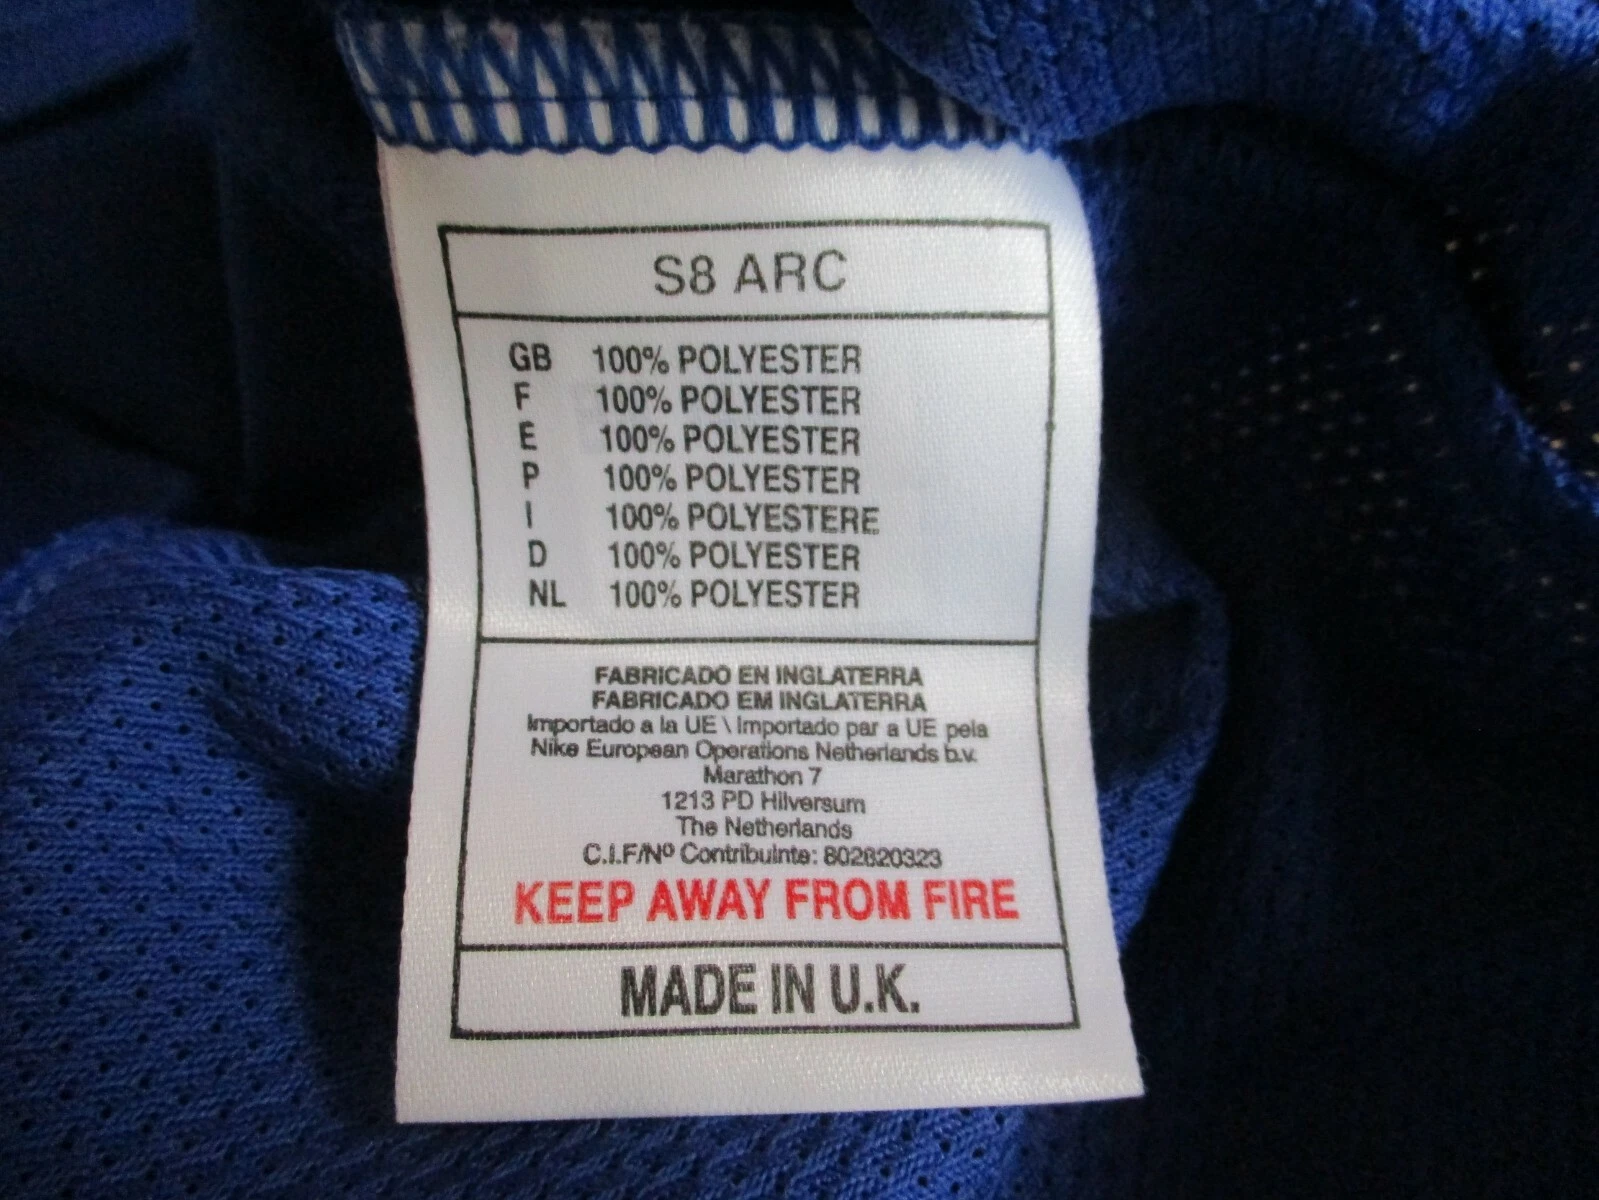 S8 ARC
GB 100% POLYESTER
F 100% POLYESTER
E 100% POLYESTER
P 100% POLYESTER
I 100% POLYESTERE
D 100% POLYESTER
NL 100% POLYESTER
FABRICADO EN INGLATERRA
FABRICADO EM INGLATERRA
Importado a la UE \ Importado par a UE pela
Nike European Operations Netherlands b.v.
Marathon 7
1213 PD Hilversum
The Netherlands
C.I.F/Nº Contribuinte: 802820323
KEEP AWAY FROM FIRE
MADE IN U.K.